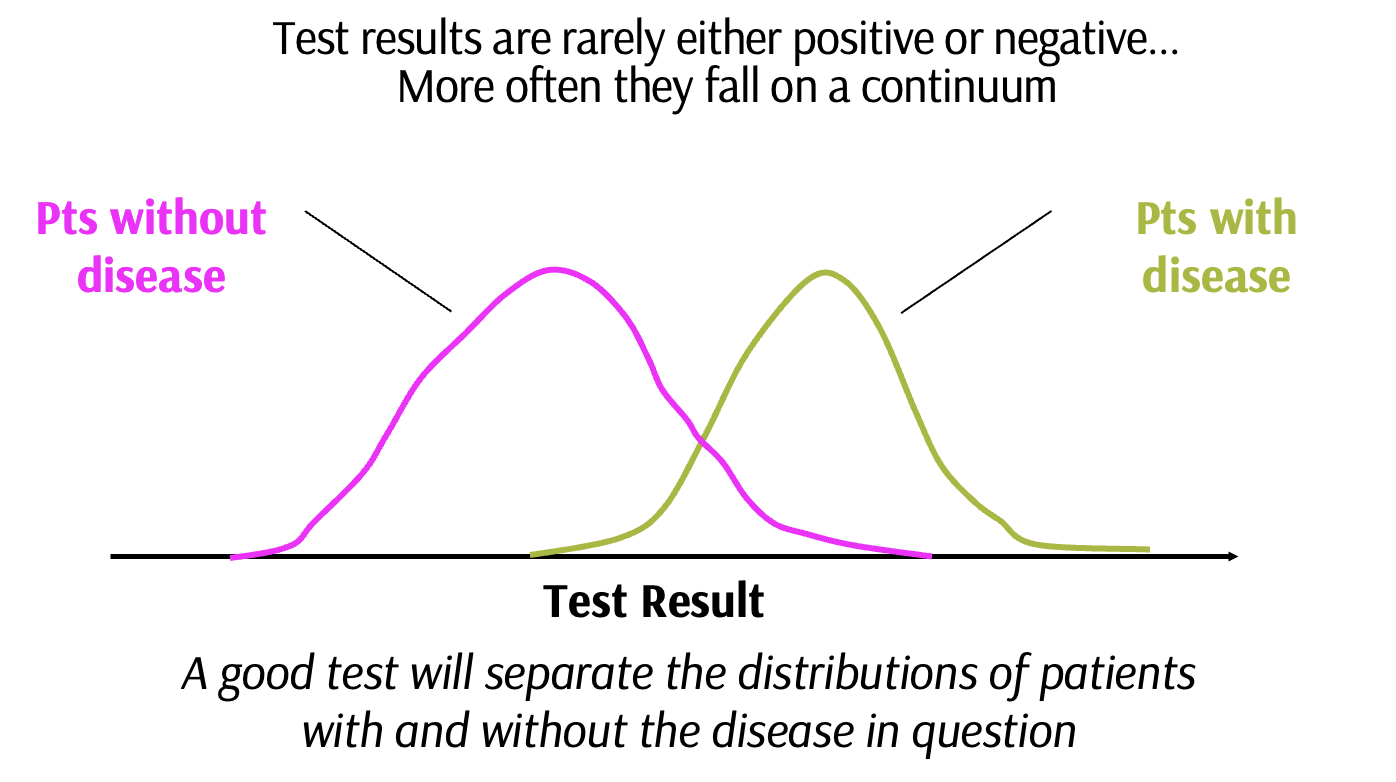 Test results are rarely either positive or negative...
More often they fall on a continuum
Pts without
disease
Pts with
disease
Test Result
A good test will separate the distributions of patients
with and without the disease in question